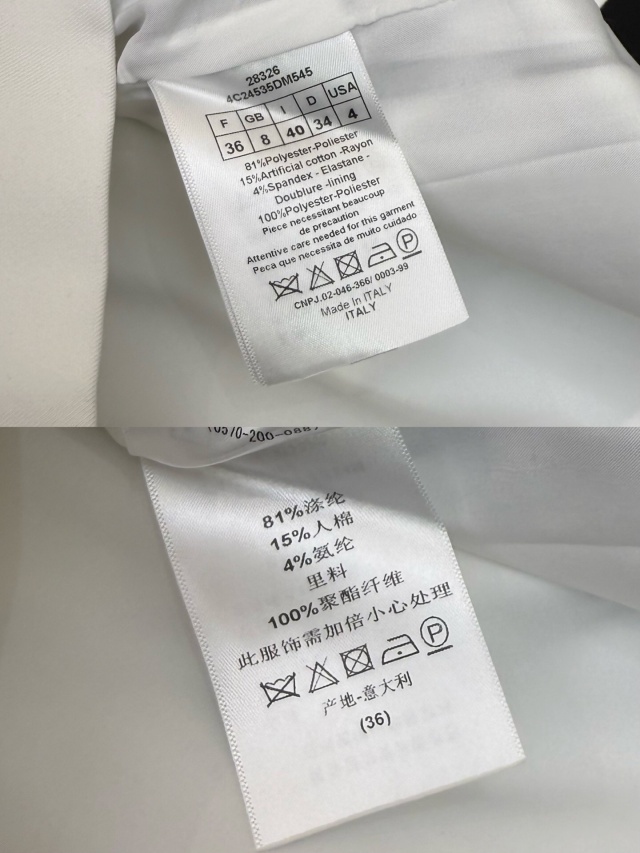 28326
4C24535DM545
F GB I D USA
36 8 40 34 4
81%Polyester-Poliester
15%Artificial cotton -Rayon
4%Spandex - Elastane -
Doublure -lining
100%Polyester-Poliester
Piece necessitant beaucoup
de precaution
Attentive care needed for this garment
Peca que necessita de muito cuidado
P
CNPJ.02-046-366/ 0003-99
Made In ITALY
ITALY
81%涤纶
15%人棉
4%氨纶
里料
100%聚酯纤维
此服饰需加倍小心处理
P
产地-意大利
(36)